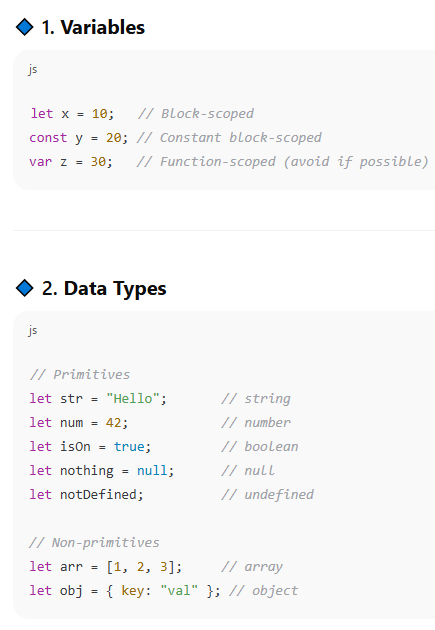 1. Variables
js
let x = 10;   // Block-scoped
const y = 20; // Constant block-scoped
var z = 30;   // Function-scoped (avoid if possible)
2. Data Types
js
// Primitives
let str = "Hello";       // string
let num = 42;            // number
let isOn = true;         // boolean
let nothing = null;      // null
let notDefined;          // undefined
// Non-primitives
let arr = [1, 2, 3];     // array
let obj = { key: "val" }; // object